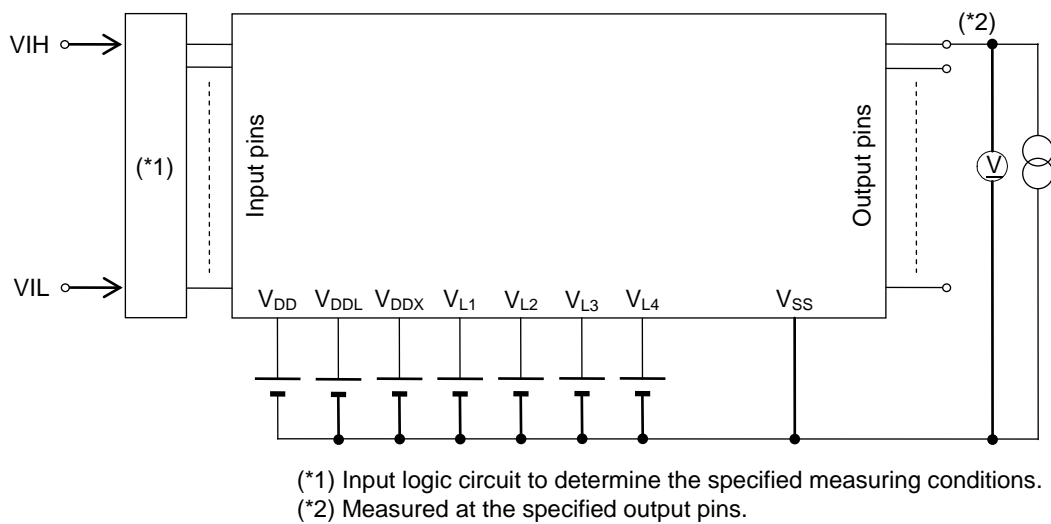 (*2)
VIH
(*1)
Input pins
Output pins
V
VIL
VDD VDDL VDDX VL1 VL2 VL3 VL4 VSS
(*1) Input logic circuit to determine the specified measuring conditions.
(*2) Measured at the specified output pins.